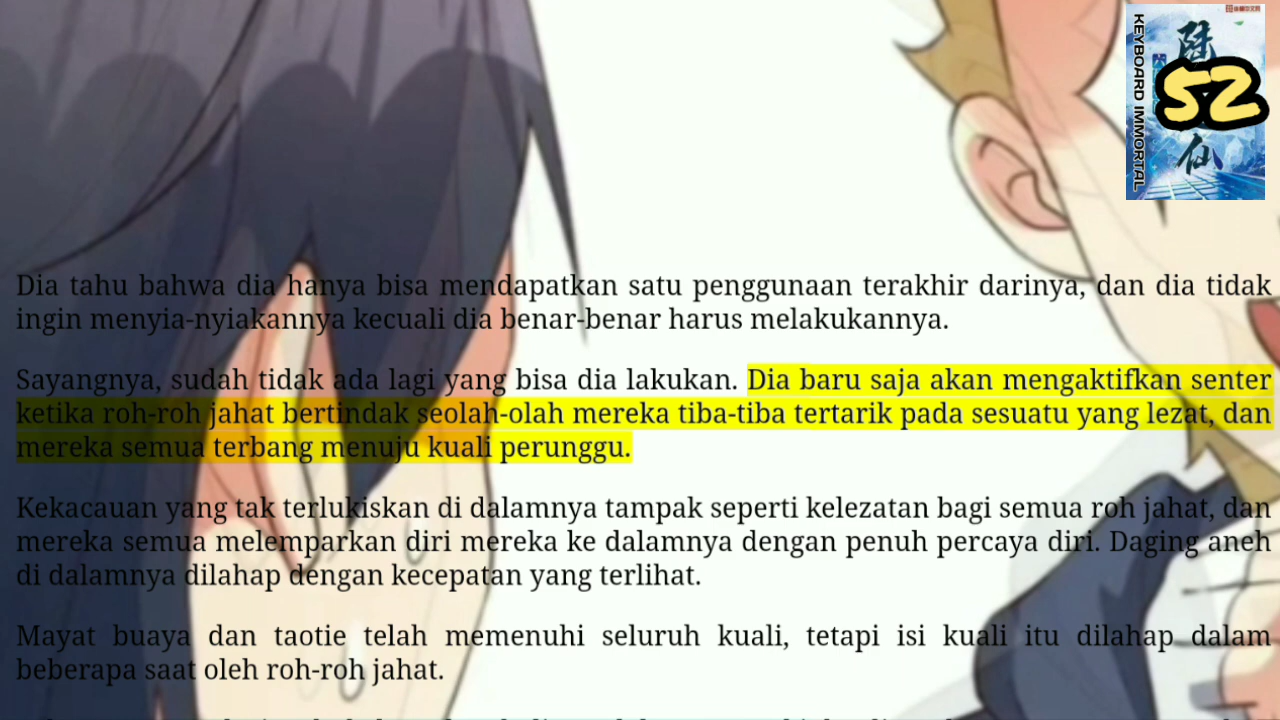 KEYBOARD IMMORTAL
52
仙
Dia tahu bahwa dia hanya bisa mendapatkan satu penggunaan terakhir darinya, dan dia tidak
ingin menyia-nyiakannya kecuali dia benar-benar harus melakukannya.
Sayangnya, sudah tidak ada lagi yang bisa dia lakukan. Dia baru saja akan mengaktifkan senter
ketika roh-roh jahat bertindak seolah-olah mereka tiba-tiba tertarik pada sesuatu yang lezat, dan
mereka semua terbang menuju kuali perunggu.
Kekacauan yang tak terlukiskan di dalamnya tampak seperti kelezatan bagi semua roh jahat, dan
mereka semua melemparkan diri mereka ke dalamnya dengan penuh percaya diri. Daging aneh
di dalamnya dilahap dengan kecepatan yang terlihat.
Mayat buaya dan taotie telah memenuhi seluruh kuali, tetapi isi kuali itu dilahap dalam
beberapa saat oleh roh-roh jahat.